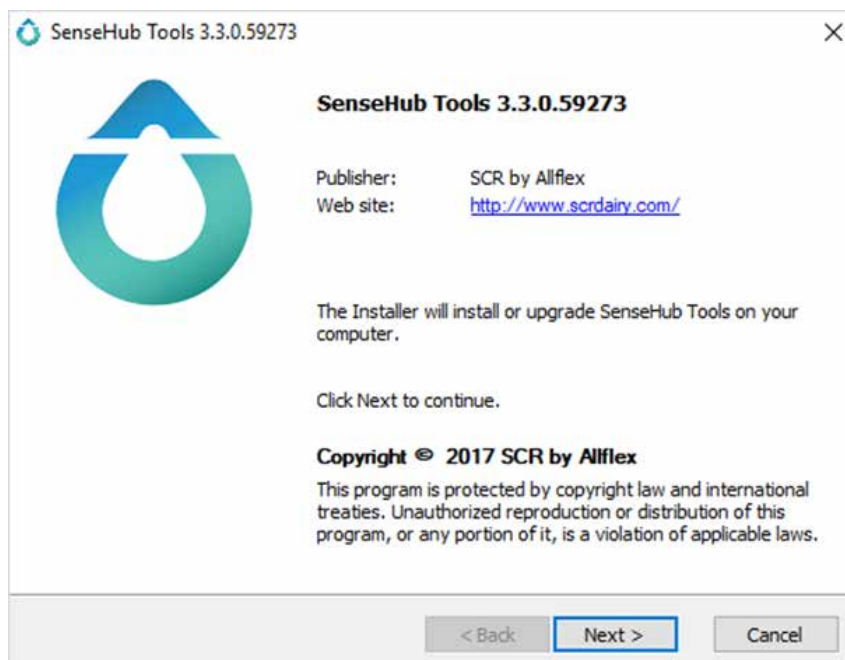 SenseHub Tools 3.3.0.59273
SenseHub Tools 3.3.0.59273
Publisher: SCR by Allflex
Web site: http://www.scrdairy.com/
The Installer will install or upgrade SenseHub Tools on your
computer.
Click Next to continue.
Copyright © 2017 SCR by Allflex
This program is protected by copyright law and international
treaties. Unauthorized reproduction or distribution of this
program, or any portion of it, is a violation of applicable laws.
< Back Next > Cancel